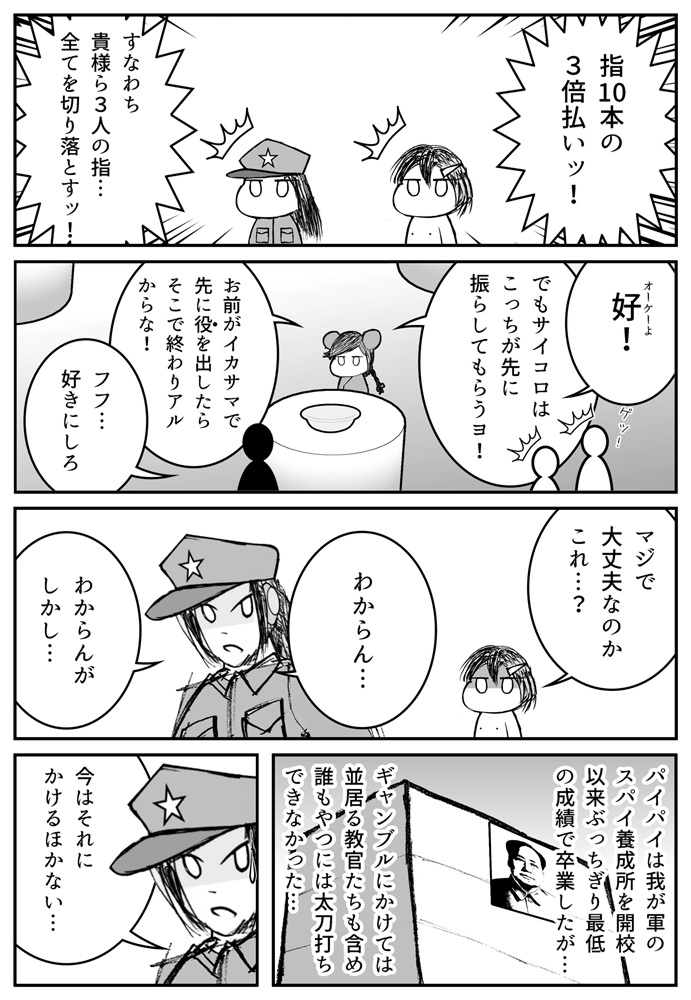 指10本の
３倍払いッ！
すなわち
貴様ら３人の指…
全てを切り落とすッ！
オーケーよ
好！
ゲッ！
でもサイコロは
こっちが先に
振らしてもらうヨ！
お前がイカサマで
先に役を出したら
そこで終わりアル
からな！
フフ…
好きにしろ
マジで
大丈夫なのか
これ…？
わからん…
わからんが
しかし…
パイパイは我が軍の
スパイ養成所を開校
以来ぶっちぎり最低
の成績で卒業したが…
ギャンブルにかけては
並居る教官たちも含め
誰もやつには太刀打ち
できなかった…
今はそれに
かけるほかない…